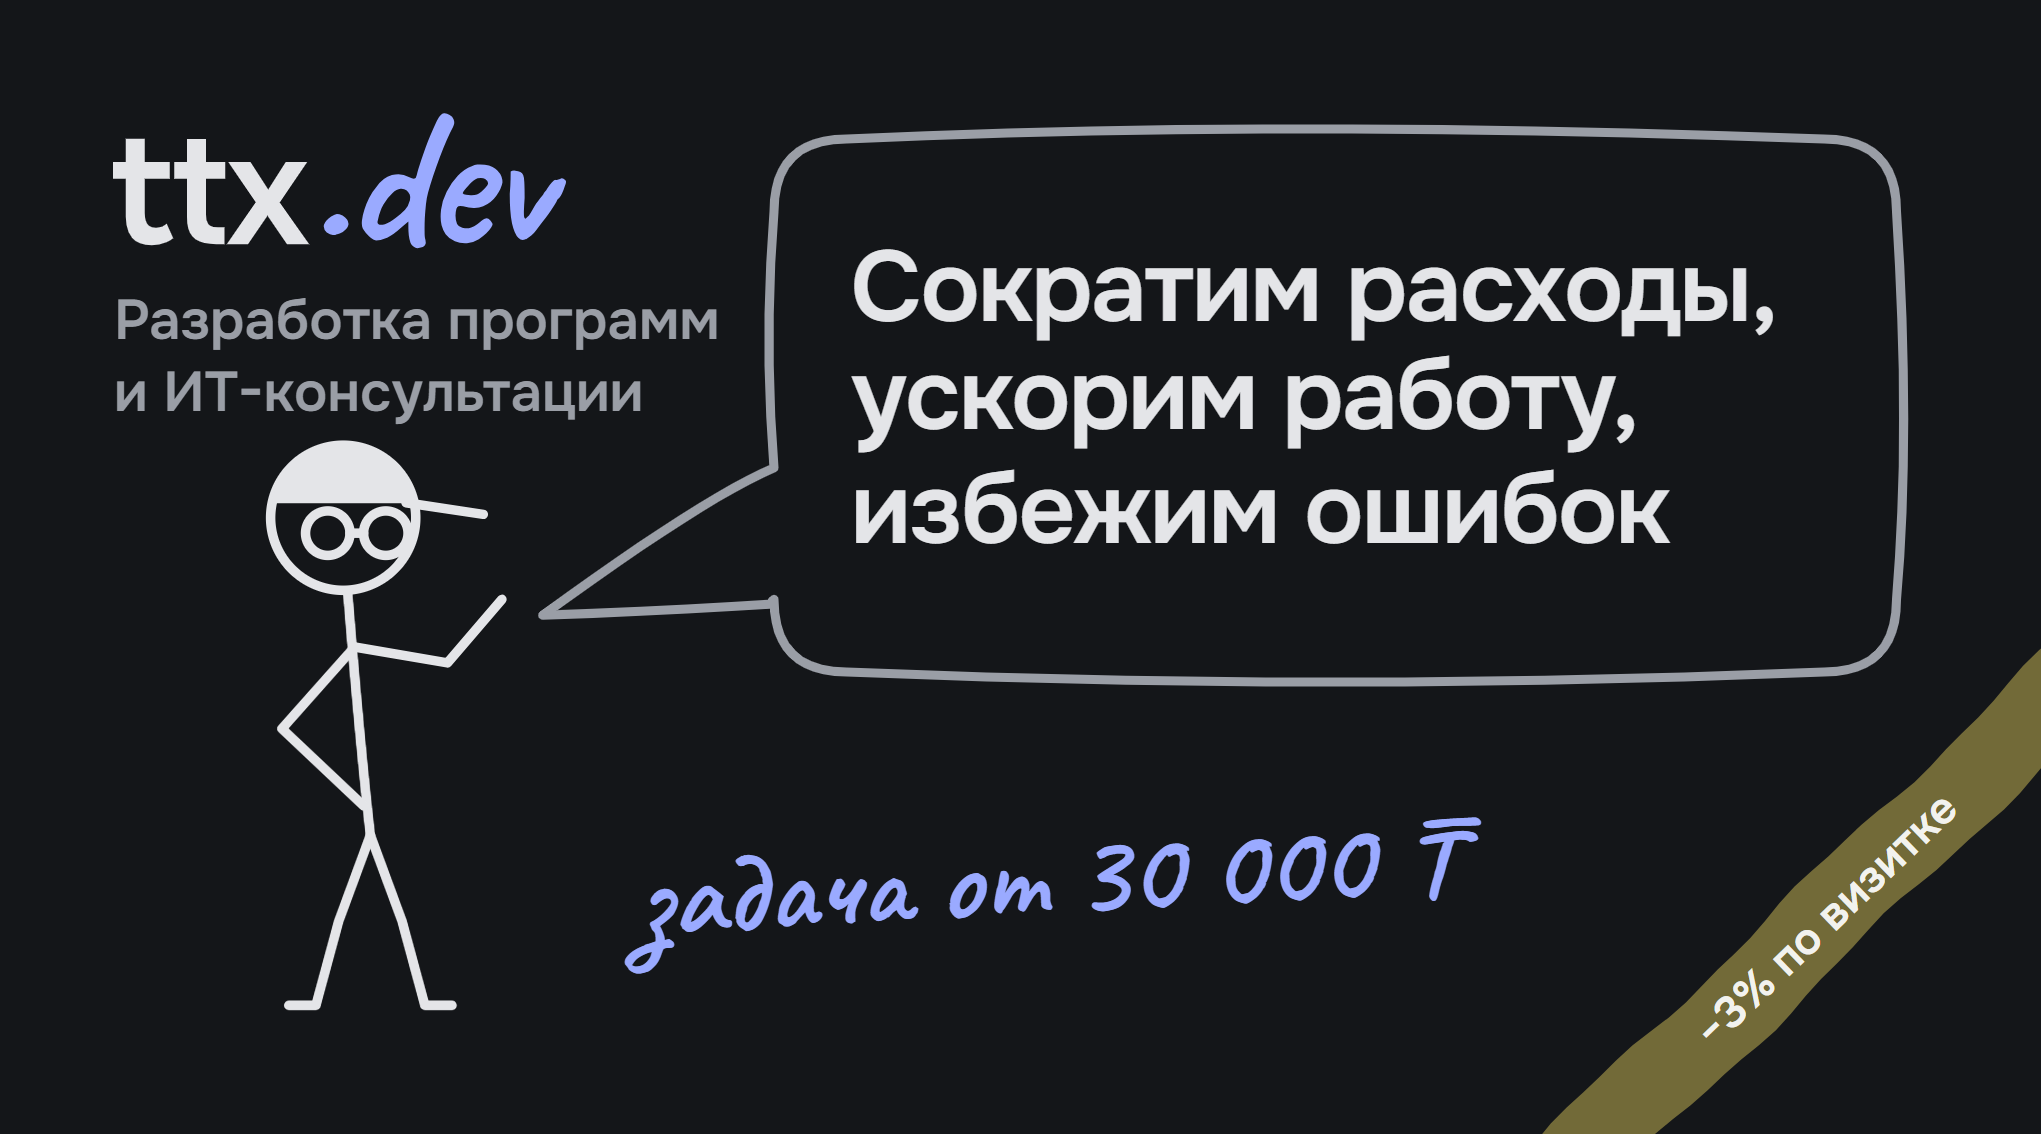 ttx.dev
Разработка программ
и ИТ-консультации
Сократим расходы,
ускорим работу,
избежим ошибок
задача от 30 000 ₸
-3% по визитке